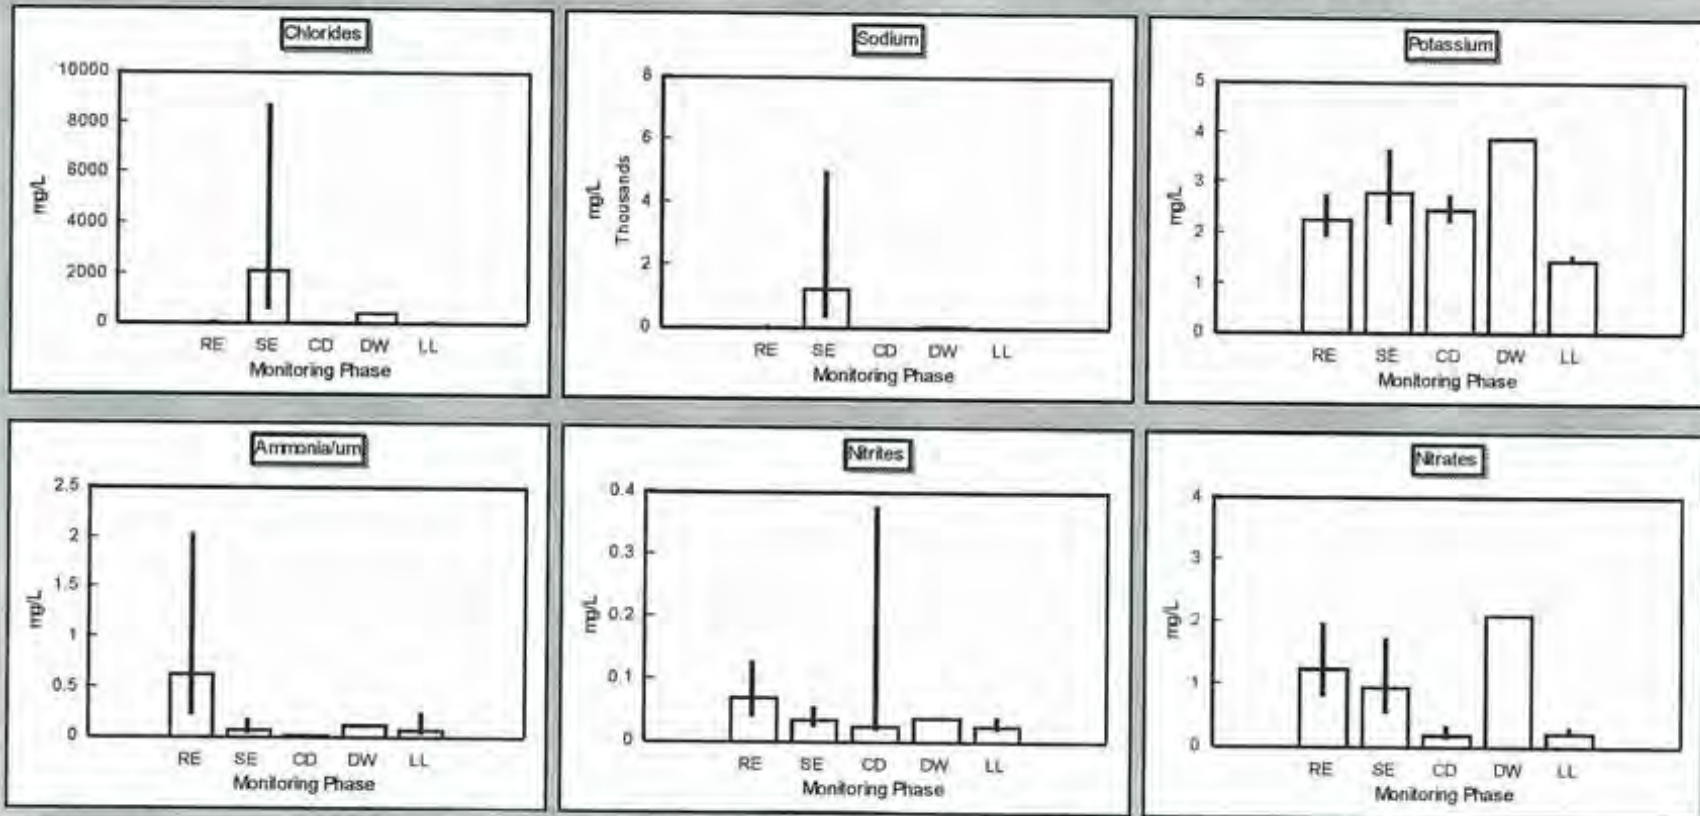 Chlorides
10000
8000
6000
4000
2000
0
mg/L
RE SE CD DW LL
Monitoring Phase
Sodium
8
6
4
2
0
mg/L
Thousands
RE SE CD DW LL
Monitoring Phase
Potassium
5
4
3
2
1
0
mg/L
RE SE CD DW LL
Monitoring Phase
Ammonia/um
2.5
2
1.5
1
0.5
0
mg/L
RE SE CD DW LL
Monitoring Phase
Nitrites
0.4
0.3
0.2
0.1
0
mg/L
RE SE CD DW LL
Monitoring Phase
Nitrates
4
3
2
1
0
mg/L
RE SE CD DW LL
Monitoring Phase